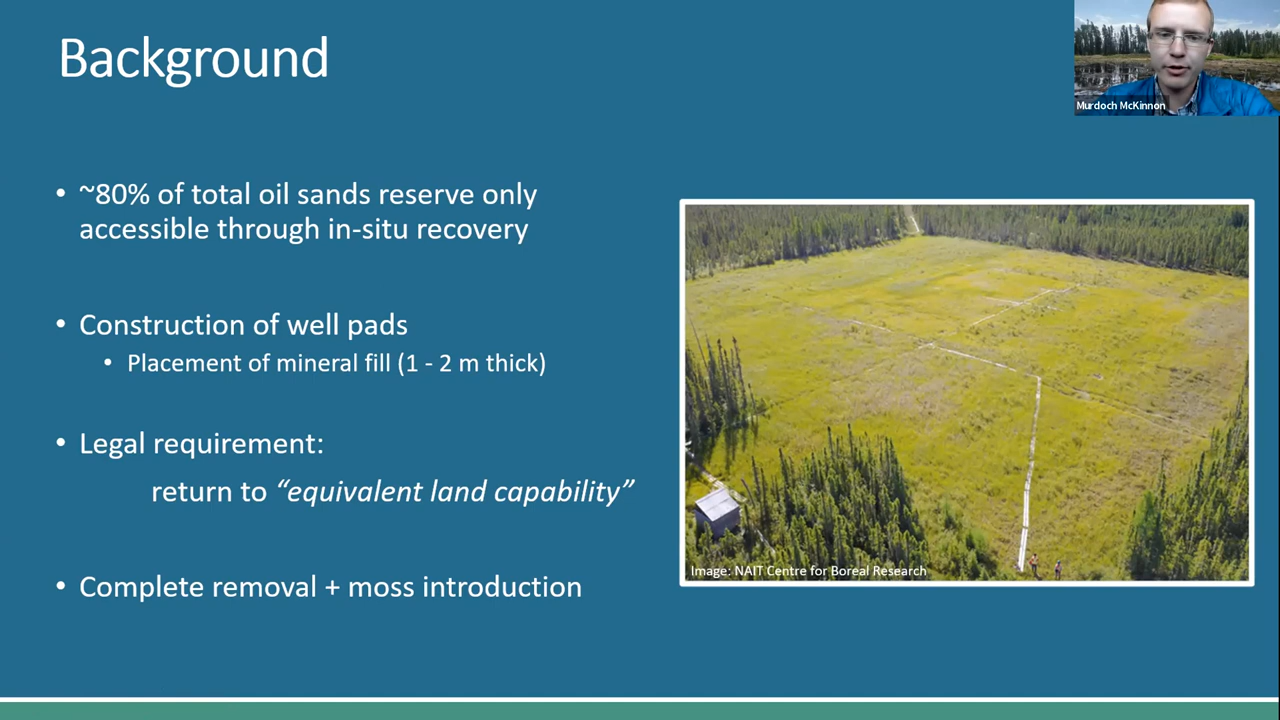 Background
Murdoch McKinnon
• ~80% of total oil sands reserve only
accessible through in-situ recovery
• Construction of well pads
• Placement of mineral fill (1 - 2 m thick)
• Legal requirement:
return to “equivalent land capability”
• Complete removal + moss introduction
Image: NAIT Centre for Boreal Research